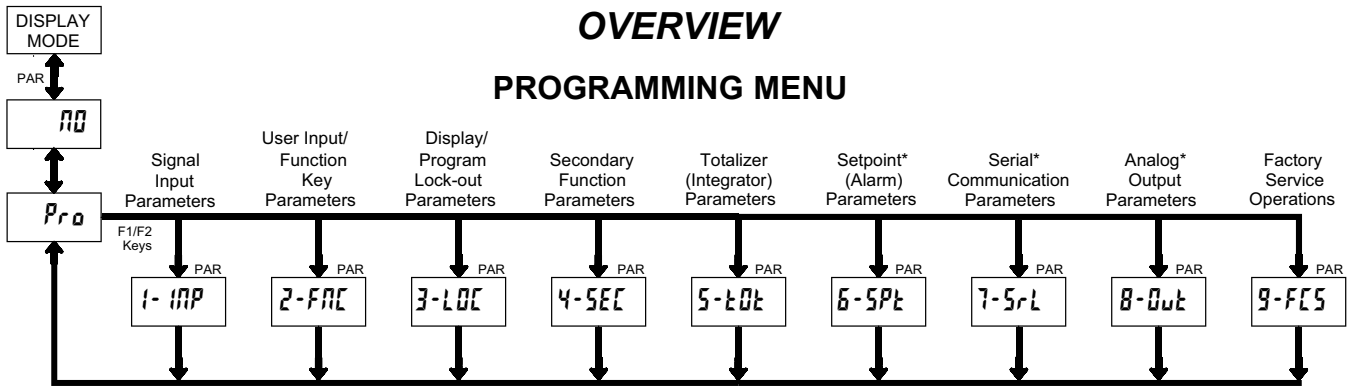 OVERVIEW
PROGRAMMING MENU
DISPLAY
MODE
PAR
NO
Pro
F1/F2
Keys
Signal
Input
Parameters
User Input/
Function
Key
Parameters
Display/
Program
Lock-out
Parameters
Secondary
Function
Parameters
Totalizer
(Integrator)
Parameters
Setpoint*
(Alarm)
Parameters
Serial*
Communication
Parameters
Analog*
Output
Parameters
Factory
Service
Operations
PAR
PAR
PAR
PAR
PAR
PAR
PAR
PAR
PAR
1-INP
2-FNC
3-LOC
4-SEC
5-tOt
6-SPt
7-SrL
8-Out
9-FCS